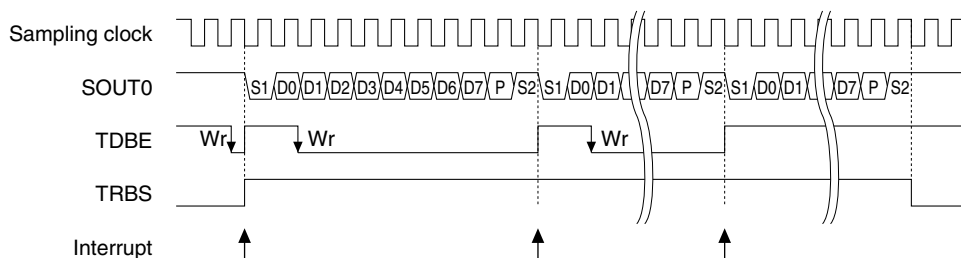 Sampling clock
SOUT0 S1 D0 D1 D2 D3 D4 D5 D6 D7 P S2 S1 D0 D1 D7 P S2 S1 D0 D1 D7 P S2
TDBE Wr Wr Wr
TRBS
Interrupt